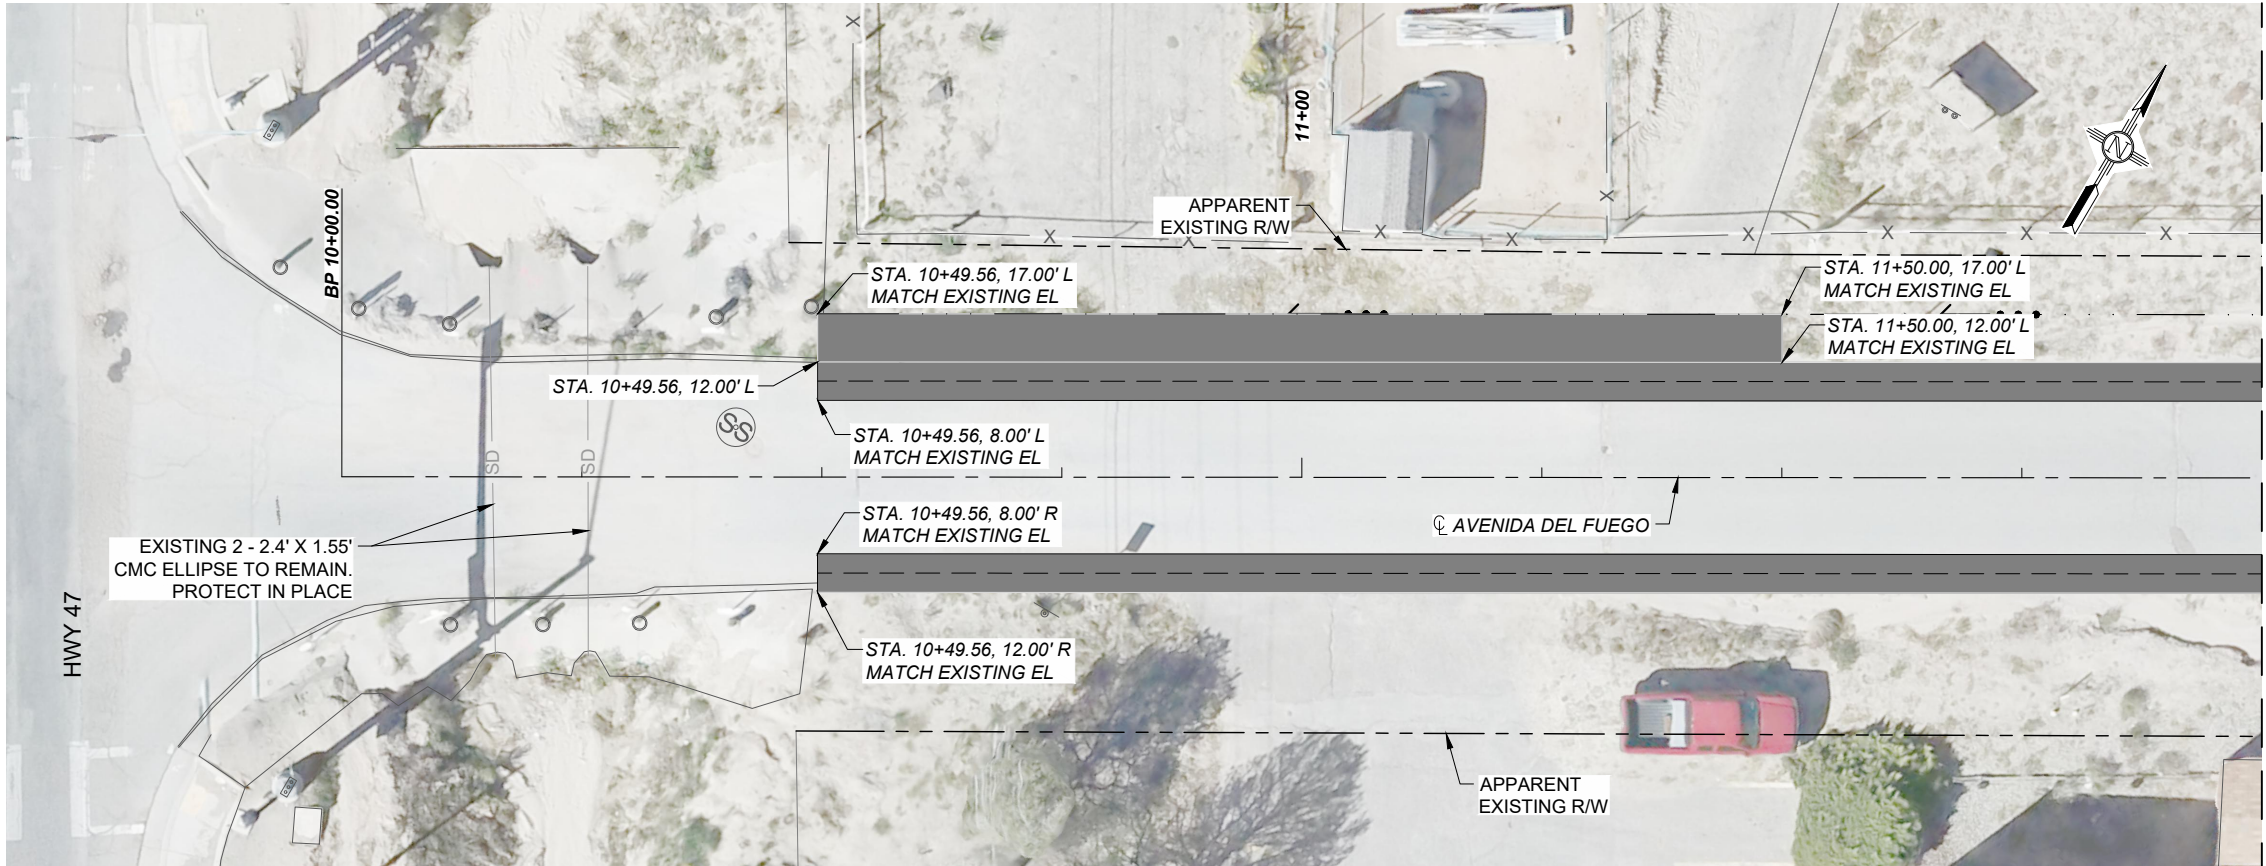 11+00
BP 10+00.00
APPARENT
EXISTING R/W
N
X
X
X
X
X
X
X
X
X
X
STA. 10+49.56, 17.00' L
MATCH EXISTING EL
STA. 11+50.00, 17.00' L
MATCH EXISTING EL
STA. 11+50.00, 12.00' L
MATCH EXISTING EL
STA. 10+49.56, 12.00' L
SS
STA. 10+49.56, 8.00' L
MATCH EXISTING EL
SD
SD
STA. 10+49.56, 8.00' R
MATCH EXISTING EL
℄ AVENIDA DEL FUEGO
EXISTING 2 - 2.4' X 1.55'
CMC ELLIPSE TO REMAIN.
PROTECT IN PLACE
HWY 47
STA. 10+49.56, 12.00' R
MATCH EXISTING EL
APPARENT
EXISTING R/W